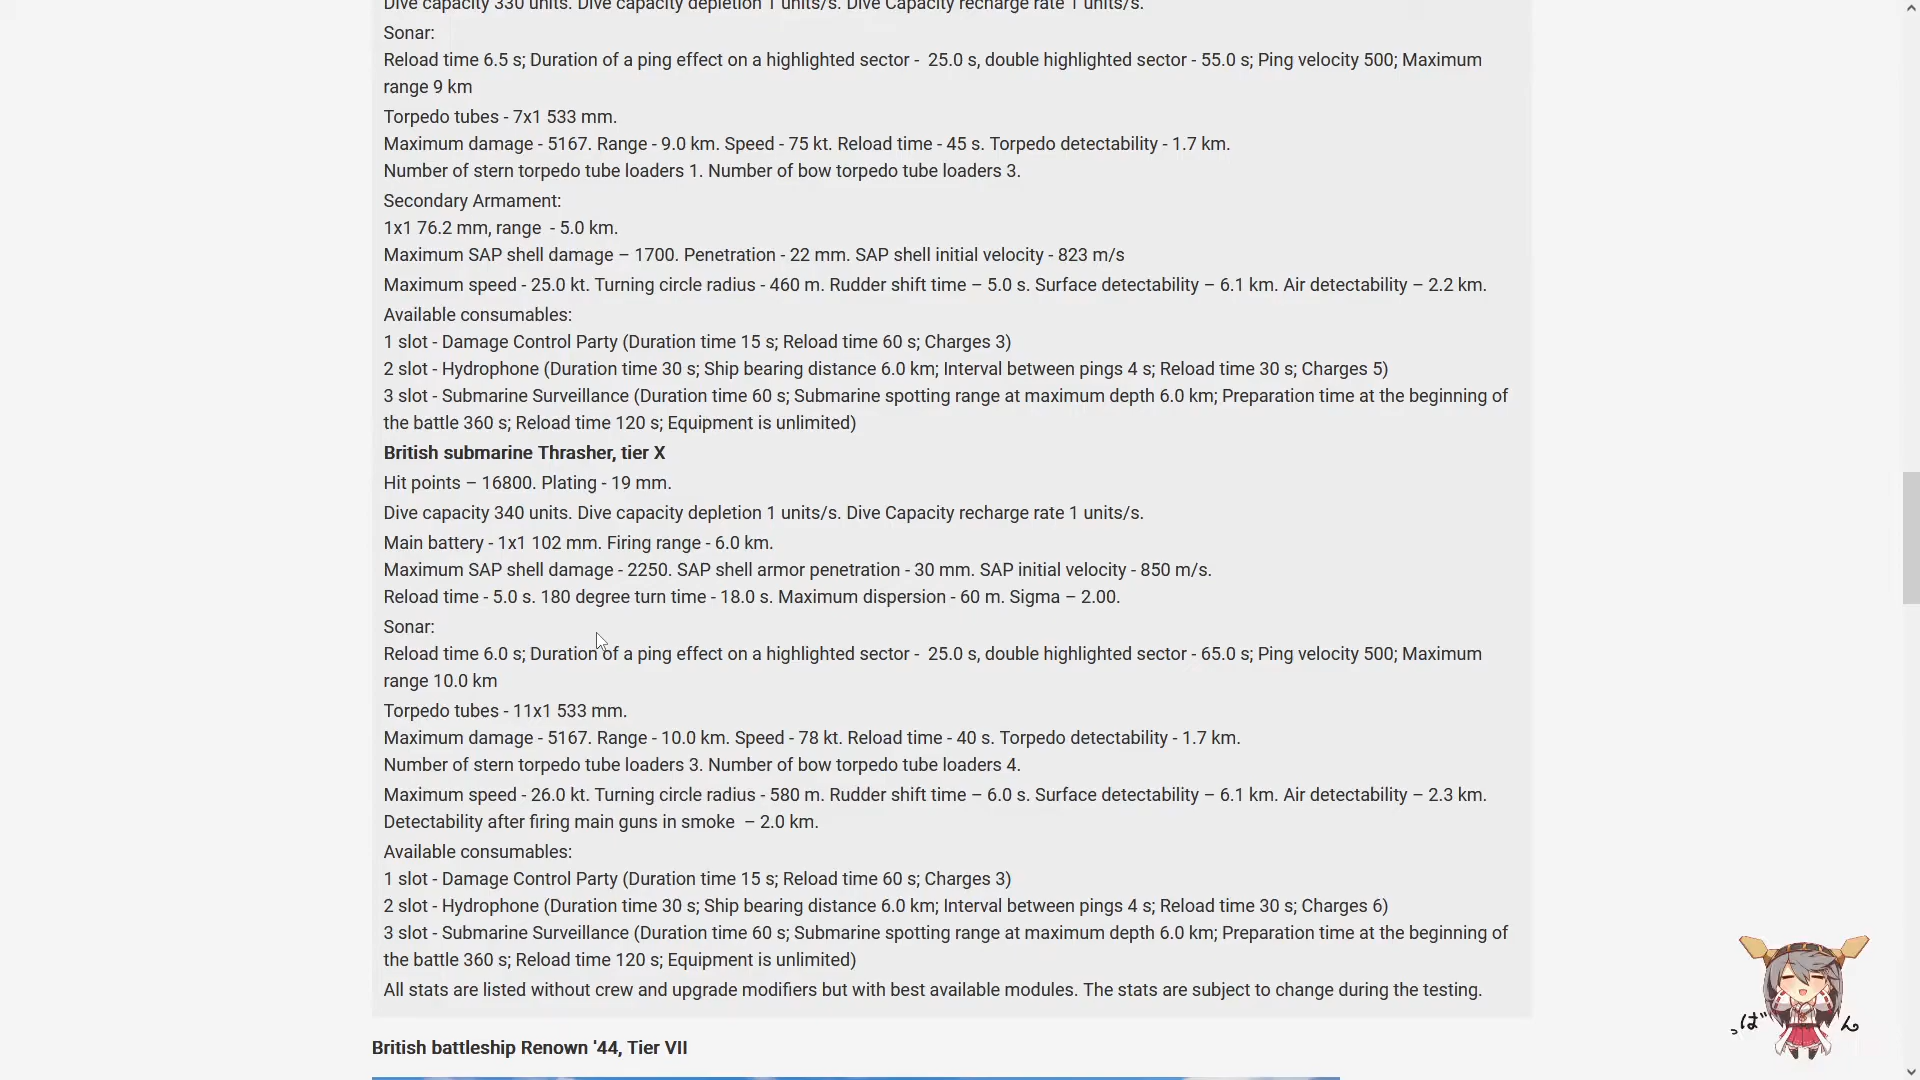 Dive capacity 330 units. Dive capacity depletion 1 units/s. Dive Capacity recharge rate 1 units/s.
Sonar:
Reload time 6.5 s; Duration of a ping effect on a highlighted sector -  25.0 s, double highlighted sector - 55.0 s; Ping velocity 500; Maximum
range 9 km
Torpedo tubes - 7x1 533 mm.
Maximum damage - 5167. Range - 9.0 km. Speed - 75 kt. Reload time - 45 s. Torpedo detectability - 1.7 km.
Number of stern torpedo tube loaders 1. Number of bow torpedo tube loaders 3.
Secondary Armament:
1x1 76.2 mm, range  - 5.0 km.
Maximum SAP shell damage – 1700. Penetration - 22 mm. SAP shell initial velocity - 823 m/s
Maximum speed - 25.0 kt. Turning circle radius - 460 m. Rudder shift time – 5.0 s. Surface detectability – 6.1 km. Air detectability – 2.2 km.
Available consumables:
1 slot - Damage Control Party (Duration time 15 s; Reload time 60 s; Charges 3)
2 slot - Hydrophone (Duration time 30 s; Ship bearing distance 6.0 km; Interval between pings 4 s; Reload time 30 s; Charges 5)
3 slot - Submarine Surveillance (Duration time 60 s; Submarine spotting range at maximum depth 6.0 km; Preparation time at the beginning of
the battle 360 s; Reload time 120 s; Equipment is unlimited)
British submarine Thrasher, tier X
Hit points – 16800. Plating - 19 mm.
Dive capacity 340 units. Dive capacity depletion 1 units/s. Dive Capacity recharge rate 1 units/s.
Main battery - 1x1 102 mm. Firing range - 6.0 km.
Maximum SAP shell damage - 2250. SAP shell armor penetration - 30 mm. SAP initial velocity - 850 m/s.
Reload time - 5.0 s. 180 degree turn time - 18.0 s. Maximum dispersion - 60 m. Sigma – 2.00.
Sonar:
Reload time 6.0 s; Duration of a ping effect on a highlighted sector -  25.0 s, double highlighted sector - 65.0 s; Ping velocity 500; Maximum
range 10.0 km
Torpedo tubes - 11x1 533 mm.
Maximum damage - 5167. Range - 10.0 km. Speed - 78 kt. Reload time - 40 s. Torpedo detectability - 1.7 km.
Number of stern torpedo tube loaders 3. Number of bow torpedo tube loaders 4.
Maximum speed - 26.0 kt. Turning circle radius - 580 m. Rudder shift time – 6.0 s. Surface detectability – 6.1 km. Air detectability – 2.3 km.
Detectability after firing main guns in smoke  – 2.0 km.
Available consumables:
1 slot - Damage Control Party (Duration time 15 s; Reload time 60 s; Charges 3)
2 slot - Hydrophone (Duration time 30 s; Ship bearing distance 6.0 km; Interval between pings 4 s; Reload time 30 s; Charges 6)
3 slot - Submarine Surveillance (Duration time 60 s; Submarine spotting range at maximum depth 6.0 km; Preparation time at the beginning of
the battle 360 s; Reload time 120 s; Equipment is unlimited)
All stats are listed without crew and upgrade modifiers but with best available modules. The stats are subject to change during the testing.
っぱ ん
British battleship Renown '44, Tier VII